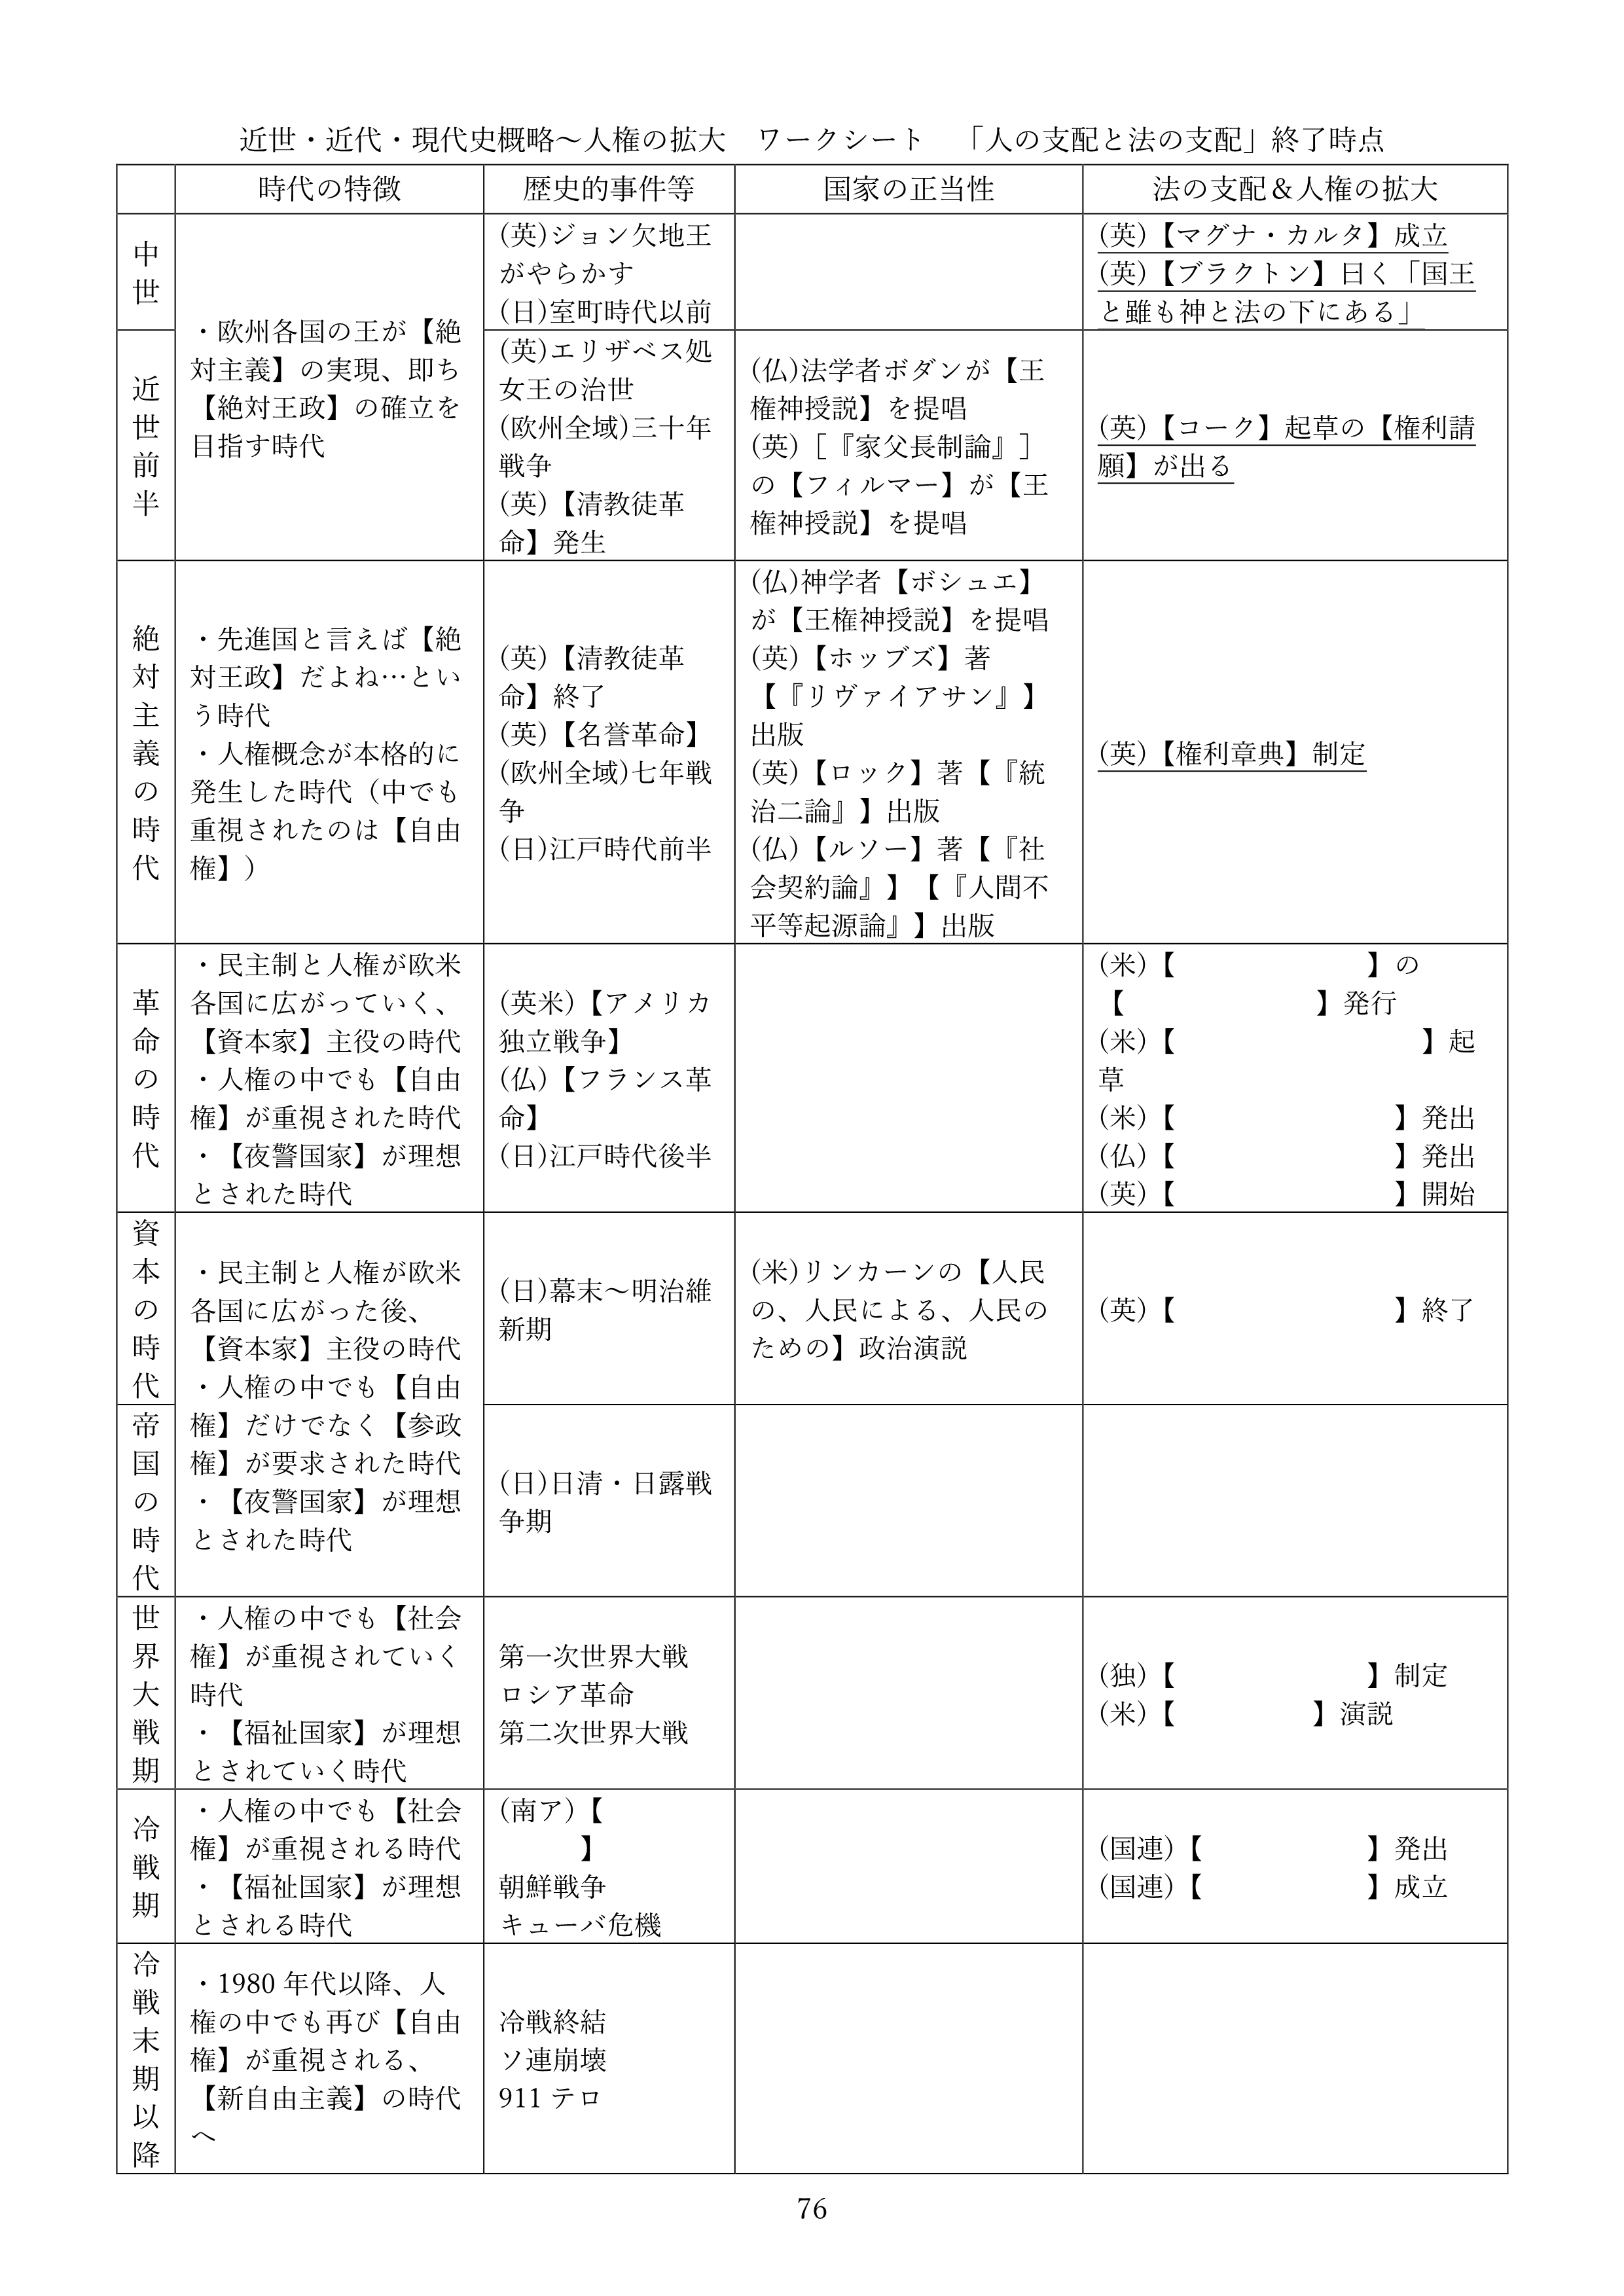 近世・近代・現代史概略～人権の拡大　ワークシート　「人の支配と法の支配」終了時点
時代の特徴
歴史的事件等
国家の正当性
法の支配＆人権の拡大
中世
・欧州各国の王が【絶
対主義】の実現、即ち
【絶対王政】の確立を
目指す時代
(英)ジョン欠地王
がやらかす
(日)室町時代以前
(英)【マグナ・カルタ】成立
(英)【ブラクトン】曰く「国王
と雖も神と法の下にある」
近世前半
(英)エリザベス処
女王の治世
(欧州全域)三十年
戦争
(英)【清教徒革
命】発生
(仏)法学者ボダンが【王
権神授説】を提唱
(英)［『家父長制論』］
の【フィルマー】が【王
権神授説】を提唱
(英)【コーク】起草の【権利請
願】が出る
絶対主義の時代
・先進国と言えば【絶
対王政】だよね…とい
う時代
・人権概念が本格的に
発生した時代（中でも
重視されたのは【自由
権】）
(英)【清教徒革
命】終了
(英)【名誉革命】
(欧州全域)七年戦
争
(日)江戸時代前半
(仏)神学者【ボシュエ】
が【王権神授説】を提唱
(英)【ホッブズ】著
【『リヴァイアサン』】
出版
(英)【ロック】著【『統
治二論』】出版
(仏)【ルソー】著【『社
会契約論』】【『人間不
平等起源論』】出版
(英)【権利章典】制定
革命の時代
・民主制と人権が欧米
各国に広がっていく、
【資本家】主役の時代
・人権の中でも【自由
権】が重視された時代
・【夜警国家】が理想
とされた時代
(英米)【アメリカ
独立戦争】
(仏)【フランス革
命】
(日)江戸時代後半
(米)【　　　　　　　】の
【　　　　　　　】発行
(米)【　　　　　　　　　】起
草
(米)【　　　　　　　　】発出
(仏)【　　　　　　　　】発出
(英)【　　　　　　　　】開始
資本の時代
・民主制と人権が欧米
各国に広がった後、
【資本家】主役の時代
・人権の中でも【自由
権】だけでなく【参政
権】が要求された時代
・【夜警国家】が理想
とされた時代
(日)幕末～明治維
新期
(米)リンカーンの【人民
の、人民による、人民の
ための】政治演説
(英)【　　　　　　　　】終了
帝国の時代
(日)日清・日露戦
争期
世界大戦期
・人権の中でも【社会
権】が重視されていく
時代
・【福祉国家】が理想
とされていく時代
第一次世界大戦
ロシア革命
第二次世界大戦
(独)【　　　　　　　】制定
(米)【　　　　　】演説
冷戦期
・人権の中でも【社会
権】が重視される時代
・【福祉国家】が理想
とされる時代
(南ア)【
　　　】
朝鮮戦争
キューバ危機
(国連)【　　　　　　】発出
(国連)【　　　　　　】成立
冷戦末期以降
・1980 年代以降、人
権の中でも再び【自由
権】が重視される、
【新自由主義】の時代
へ
冷戦終結
ソ連崩壊
911 テロ
76